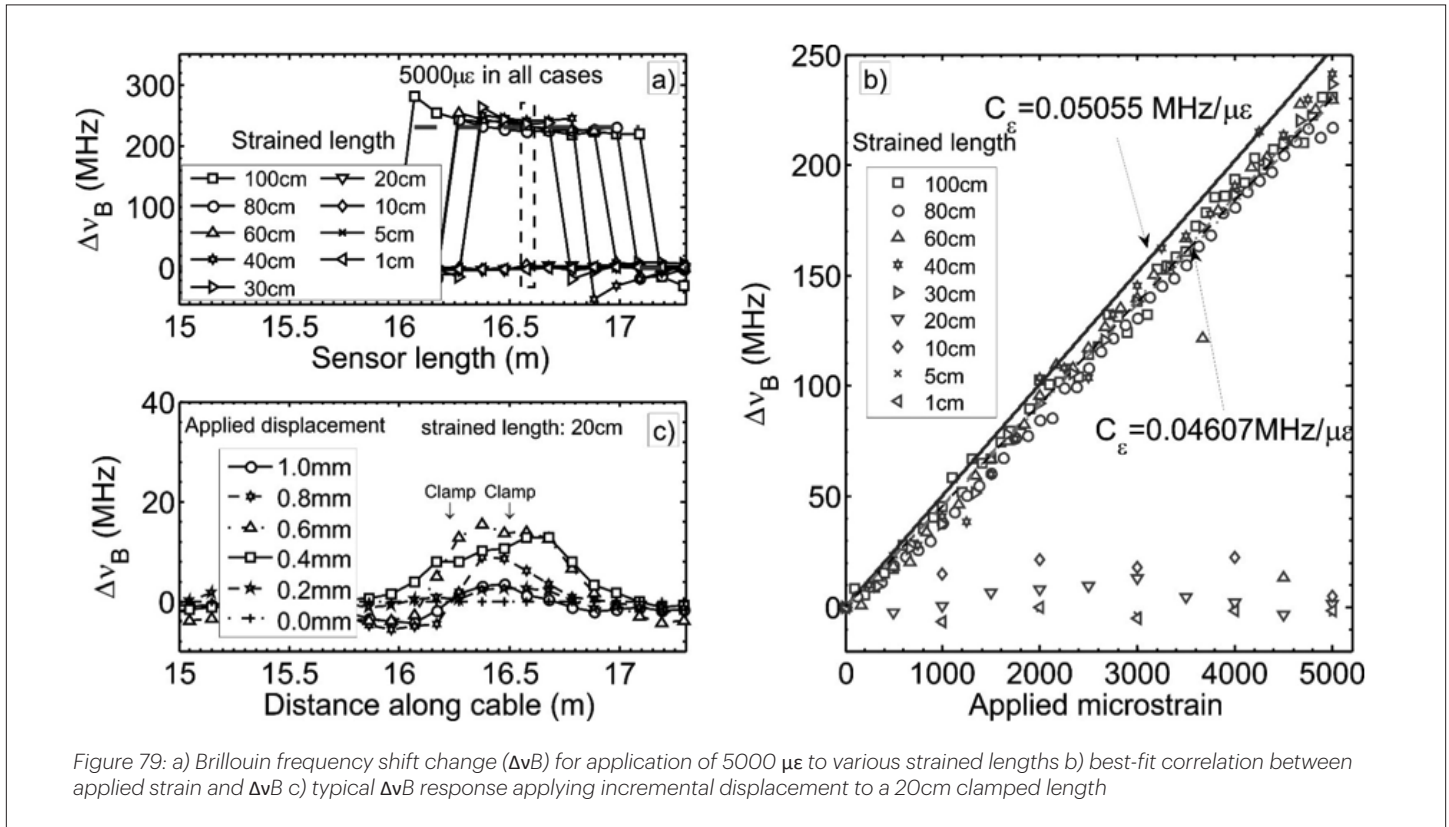 a)
5000με in all cases
300
200
100
0
Δν_B (MHz)
Strained length
100cm
80cm
60cm
40cm
30cm
20cm
10cm
5cm
1cm
15
15.5
16
16.5
17
Sensor length (m)
b)
250
200
150
100
50
0
Δν_B (MHz)
C_ε=0.05055 MHz/με
Strained length
100cm
80cm
60cm
40cm
30cm
20cm
10cm
5cm
1cm
C_ε=0.04607MHz/με
0
1000
2000
3000
4000
5000
Applied microstrain
c)
40
20
0
Δν_B (MHz)
Applied displacement
strained length: 20cm
1.0mm
0.8mm
0.6mm
0.4mm
0.2mm
0.0mm
Clamp
Clamp
15
15.5
16
16.5
17
Distance along cable (m)
Figure 79: a) Brillouin frequency shift change (ΔνB) for application of 5000 με to various strained lengths b) best-fit correlation between
applied strain and ΔνB c) typical ΔνB response applying incremental displacement to a 20cm clamped length